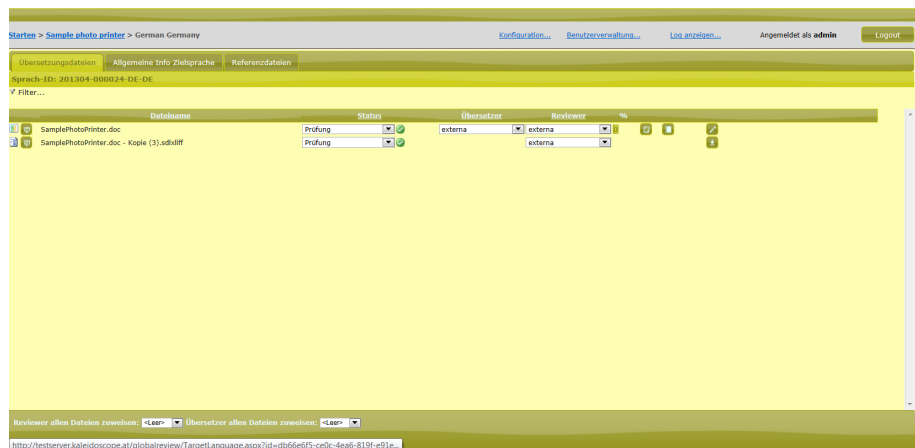 Starten > Sample photo printer > German Germany Konfiguration... Benutzerverwaltung... Log anzeigen... Angemeldet als admin Logout
Übersetzungsdateien Allgemeine Info Zielsprache Referenzdateien
Sprach-ID: 201304-000024-DE-DE
Filter...
Dateiname Status Übersetzer Reviewer %
SamplePhotoPrinter.doc Prüfung externa externa
SamplePhotoPrinter.doc - Kopie (3).sdlxliff Prüfung externa
Reviewer allen Dateien zuweisen: <Leer> Übersetzer allen Dateien zuweisen: <Leer>
http://testserver.kaleidoscope.at/globalreview/TargetLanguage.aspx?id=db66e6f5-ce0c-4ea6-819f-e91e...